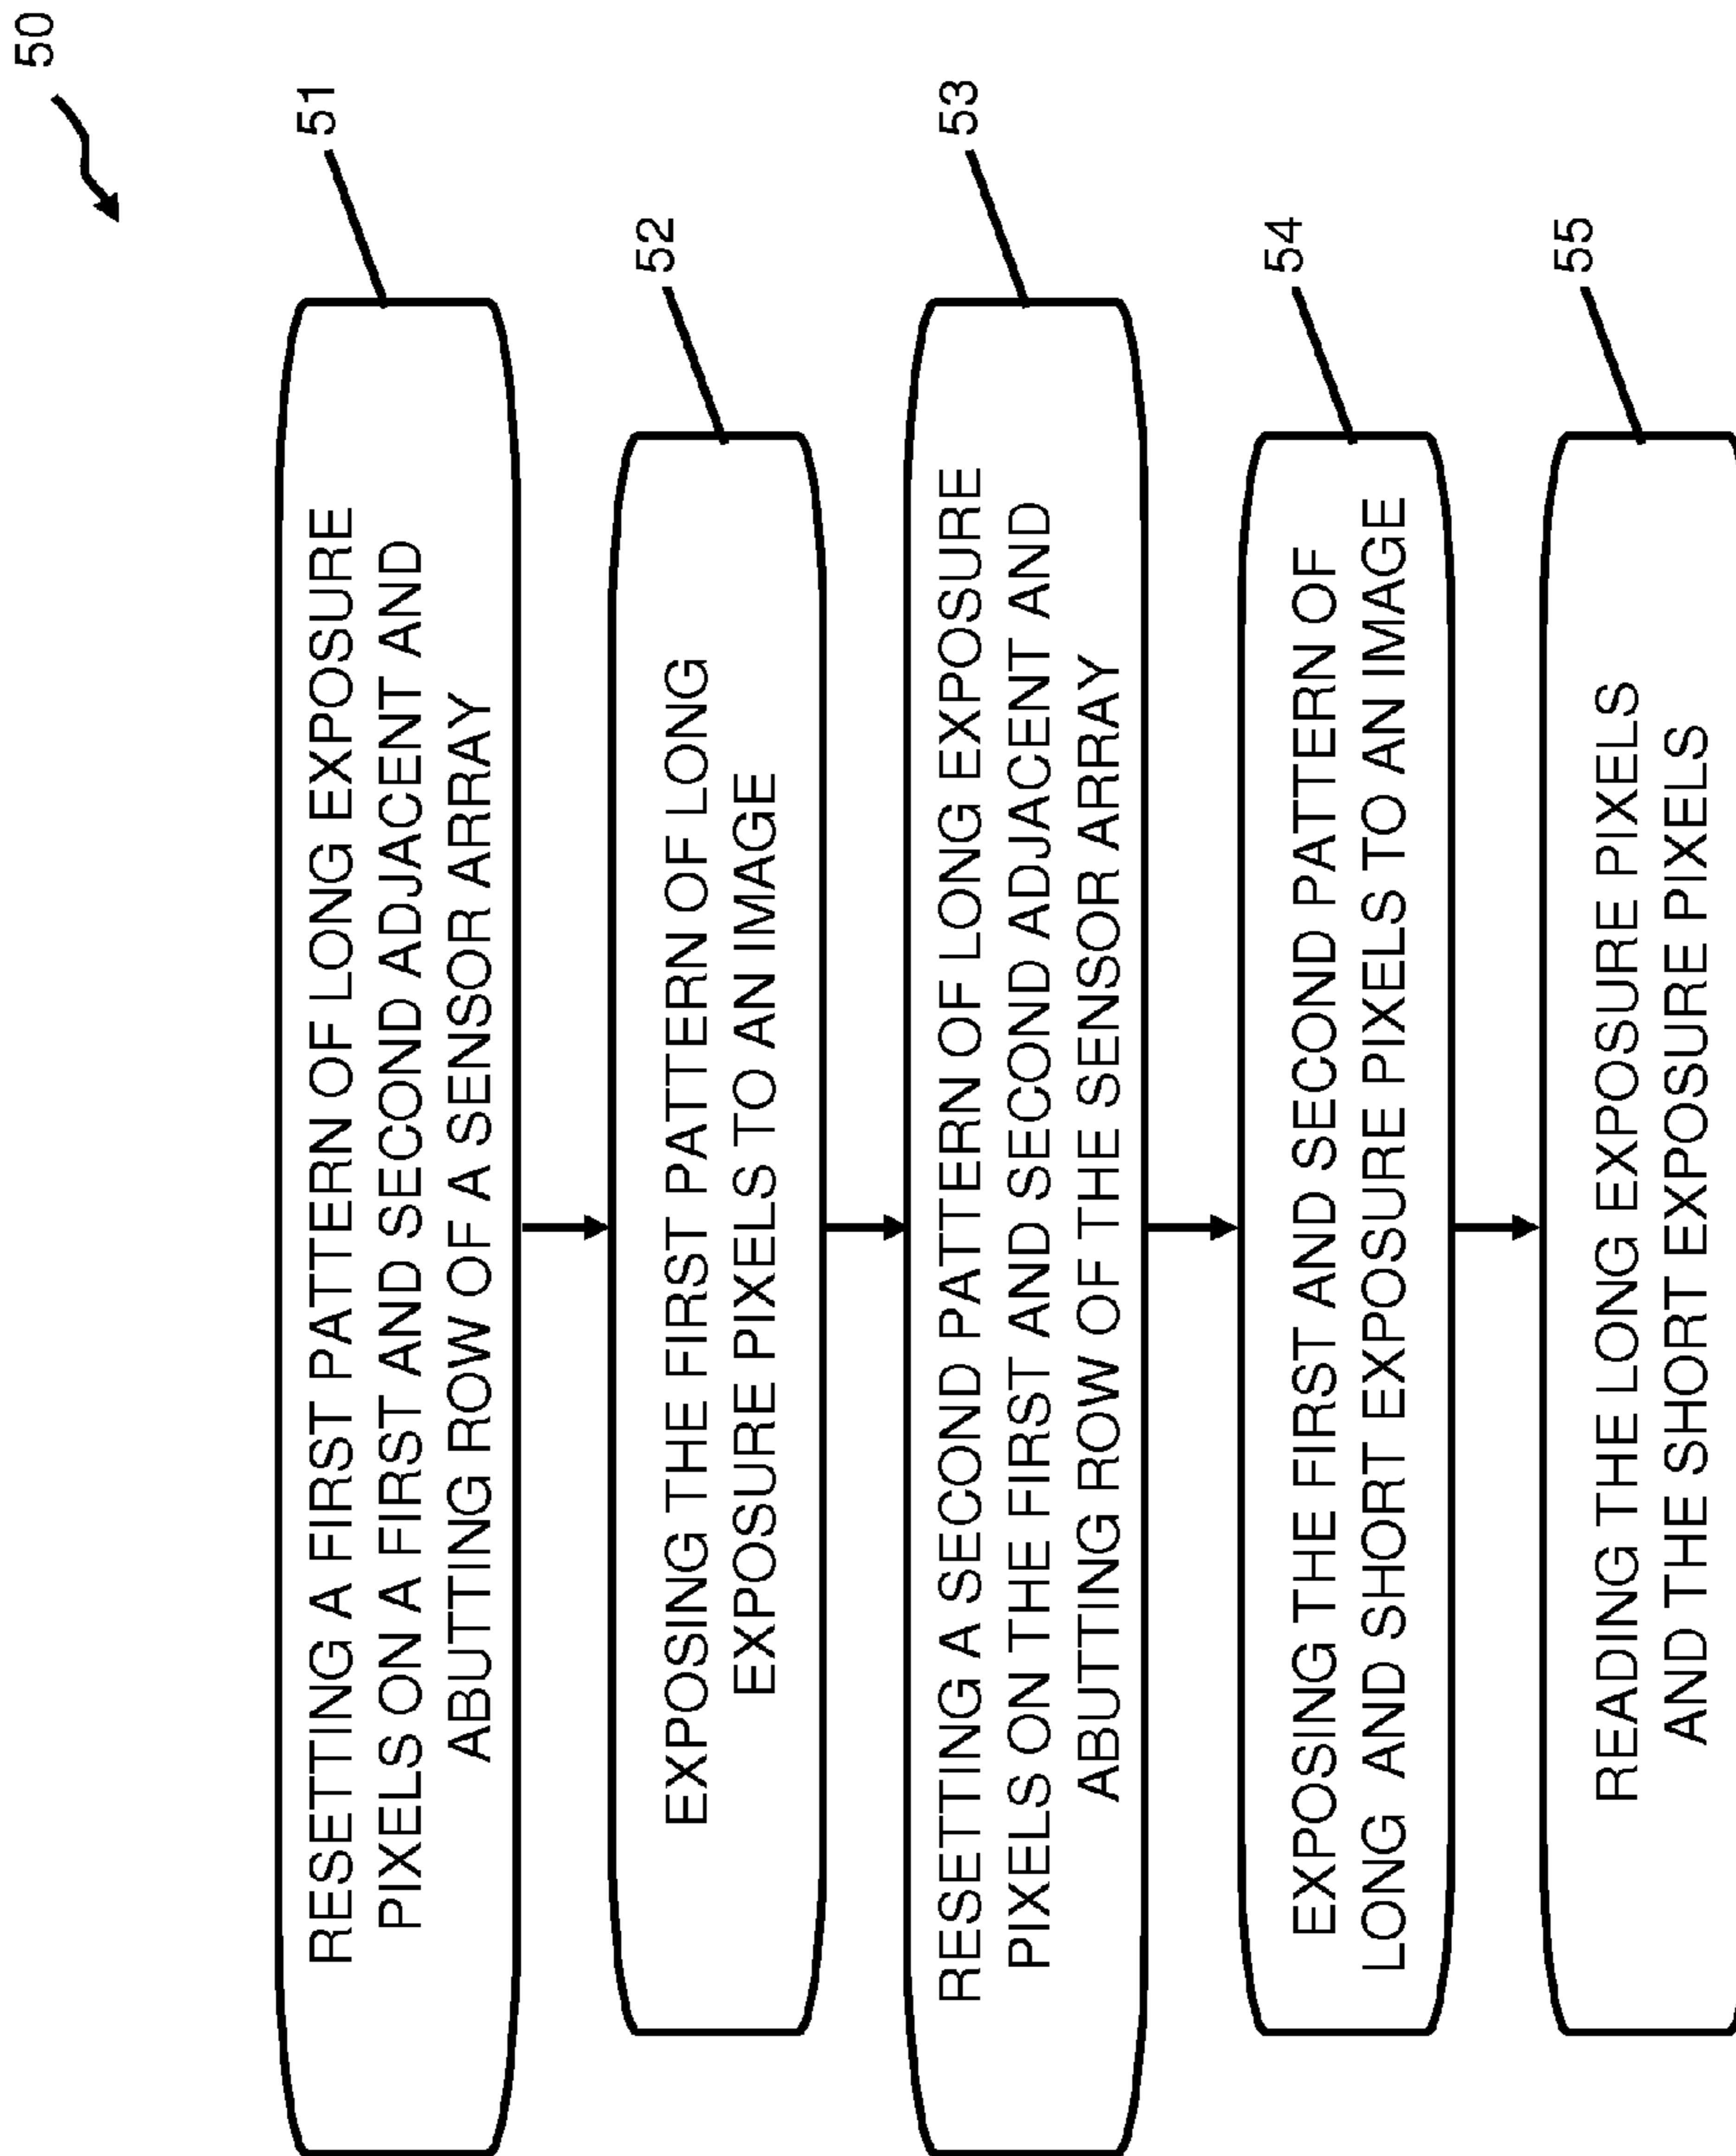 50
RESETTING A FIRST PATTERN OF LONG EXPOSURE
PIXELS ON A FIRST AND SECOND ADJACENT AND
ABUTTING ROW OF A SENSOR ARRAY
51
EXPOSING THE FIRST PATTERN OF LONG
EXPOSURE PIXELS TO AN IMAGE
52
RESETTING A SECOND PATTERN OF LONG EXPOSURE
PIXELS ON THE FIRST AND SECOND ADJACENT AND
ABUTTING ROW OF THE SENSOR ARRAY
53
EXPOSING THE FIRST AND SECOND PATTERN OF
LONG AND SHORT EXPOSURE PIXELS TO AN IMAGE
54
READING THE LONG EXPOSURE PIXELS
AND THE SHORT EXPOSURE PIXELS
55